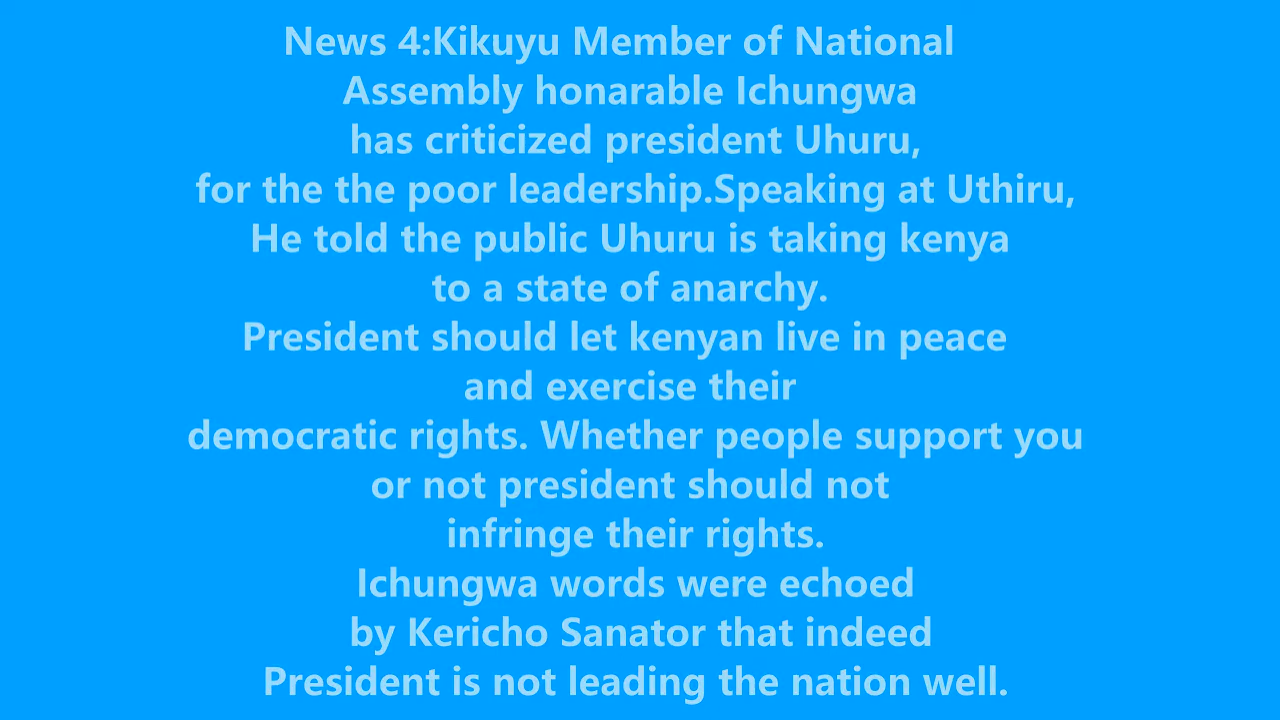 News 4:Kikuyu Member of National
Assembly honarable Ichungwa
has criticized president Uhuru,
for the the poor leadership.Speaking at Uthiru,
He told the public Uhuru is taking kenya
to a state of anarchy.
President should let kenyan live in peace
and exercise their
democratic rights. Whether people support you
or not president should not
infringe their rights.
Ichungwa words were echoed
by Kericho Sanator that indeed
President is not leading the nation well.